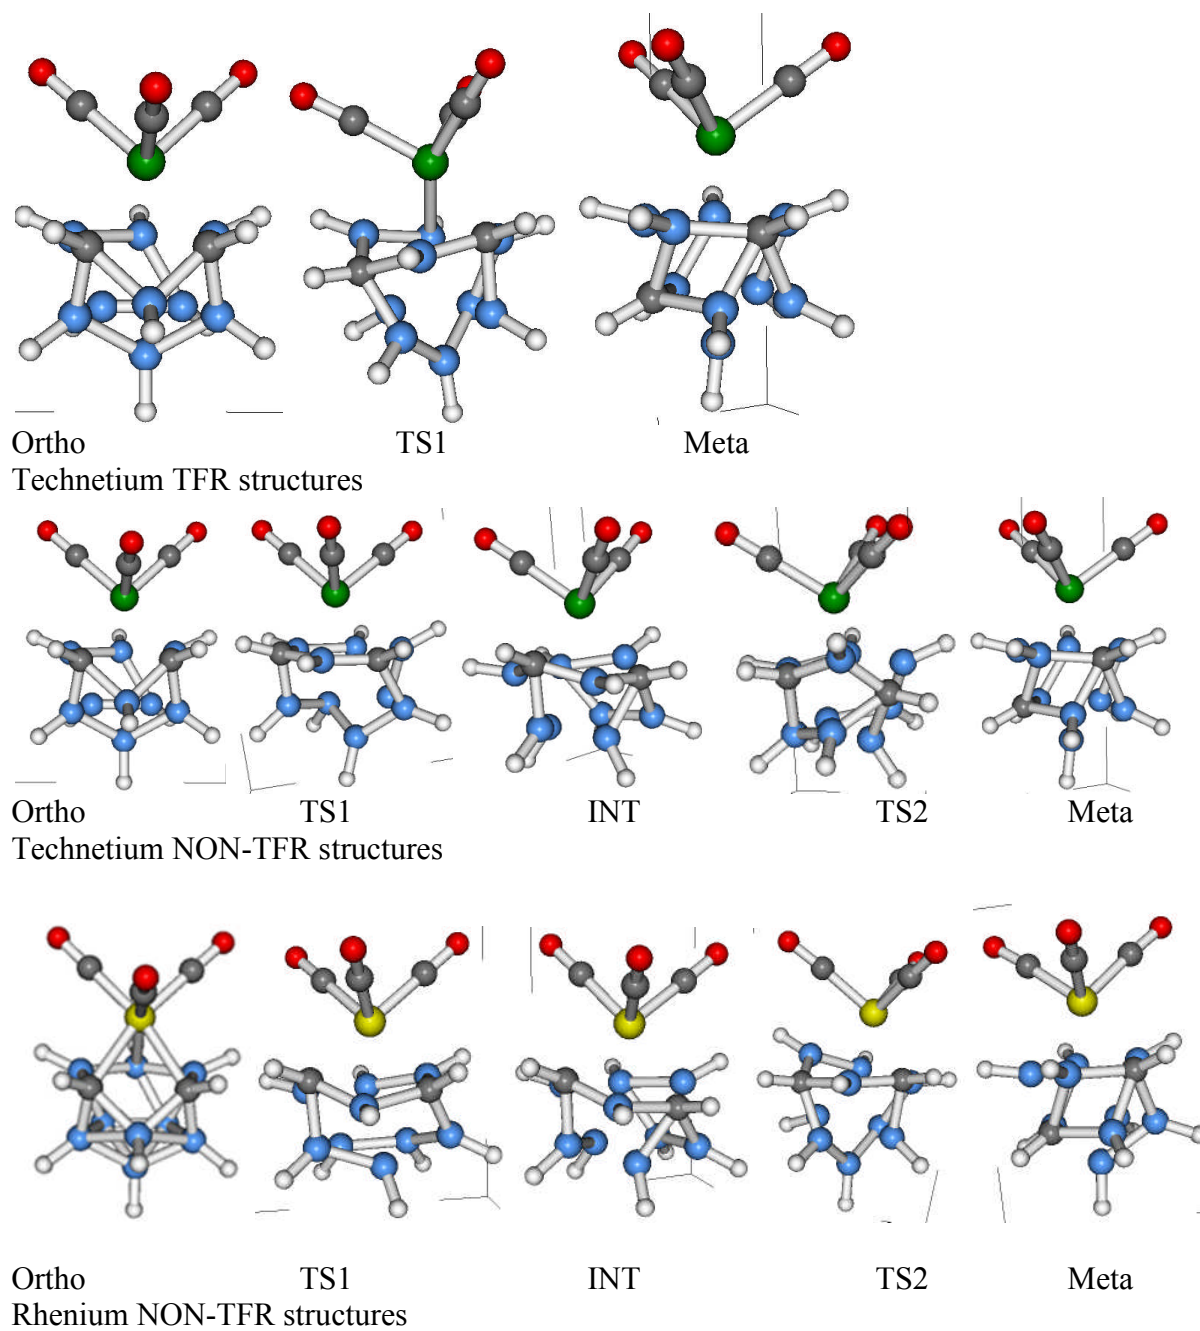 Ortho TS1 Meta
Technetium TFR structures
Ortho TS1 INT TS2 Meta
Technetium NON-TFR structures
Ortho TS1 INT TS2 Meta
Rhenium NON-TFR structures